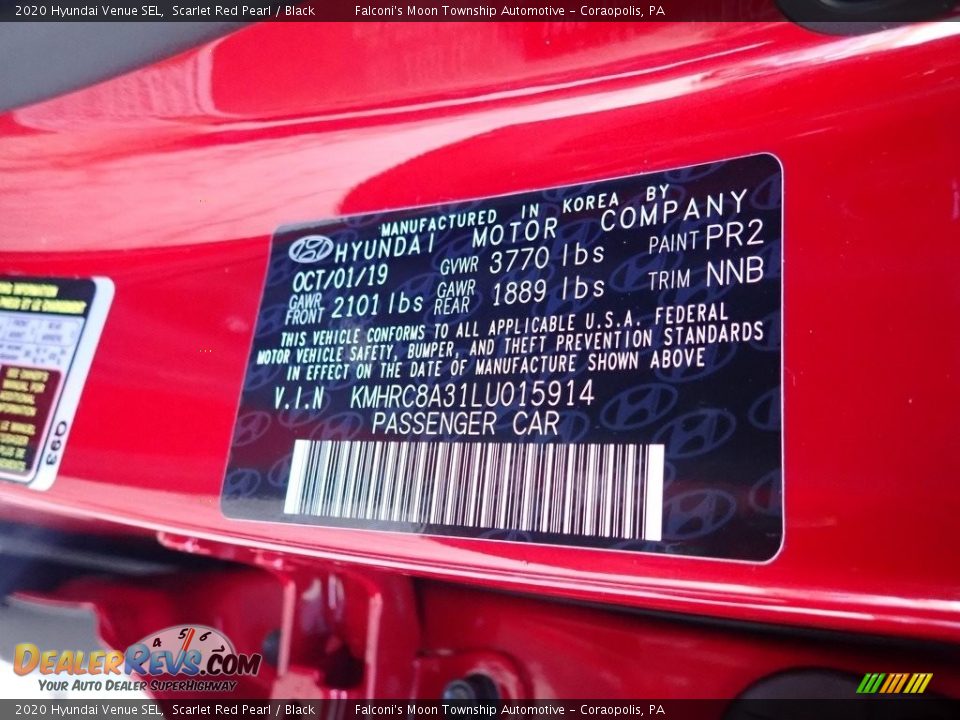 2020 Hyundai Venue SEL, Scarlet Red Pearl / Black Falconi's Moon Township Automotive - Coraopolis, PA
MANUFACTURED IN KOREA BY
HYUNDAI MOTOR COMPANY
OCT/01/19 GVWR 3770 lbs PAINT PR2
GAWR FRONT 2101 lbs GAWR REAR 1889 lbs TRIM NNB
THIS VEHICLE CONFORMS TO ALL APPLICABLE U.S.A. FEDERAL
MOTOR VEHICLE SAFETY, BUMPER, AND THEFT PREVENTION STANDARDS
IN EFFECT ON THE DATE OF MANUFACTURE SHOWN ABOVE
V.I.N KMHRC8A31LU015914
PASSENGER CAR
Q93
4 5 6
DEALERREVS.COM
YOUR AUTO DEALER SUPERHIGHWAY
2020 Hyundai Venue SEL, Scarlet Red Pearl / Black Falconi's Moon Township Automotive - Coraopolis, PA